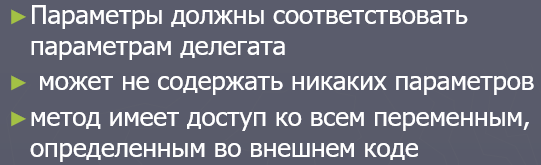 ►Параметры должны соответствовать
параметрам делегата
► может не содержать никаких параметров
►метод имеет доступ ко всем переменным,
определенным во внешнем коде